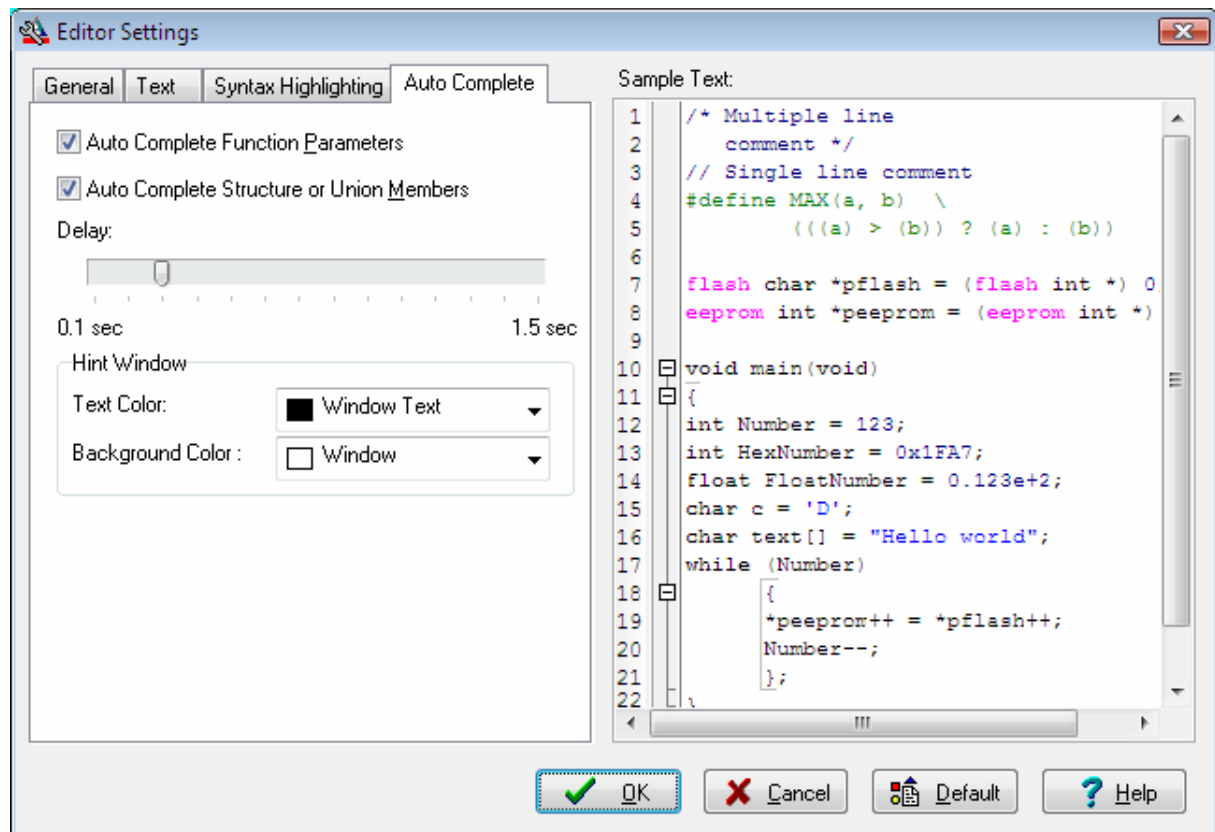 Editor Settings
General
Text
Syntax Highlighting
Auto Complete
Auto Complete Function Parameters
Auto Complete Structure or Union Members
Delay:
0.1 sec
1.5 sec
Hint Window
Text Color:
Window Text
Background Color :
Window
Sample Text:
1 /* Multiple line
2 comment */
3 // Single line comment
4 #define MAX(a, b) \
5 (((a) > (b)) ? (a) : (b))
6
7 flash char *pflash = (flash int *) 0
8 eeprom int *peeprom = (eeprom int *)
9
10 void main(void)
11 {
12 int Number = 123;
13 int HexNumber = 0x1FA7;
14 float FloatNumber = 0.123e+2;
15 char c = 'D';
16 char text[] = "Hello world";
17 while (Number)
18 {
19 *peeprom++ = *pflash++;
20 Number--;
21 };
22
OK
Cancel
Default
Help